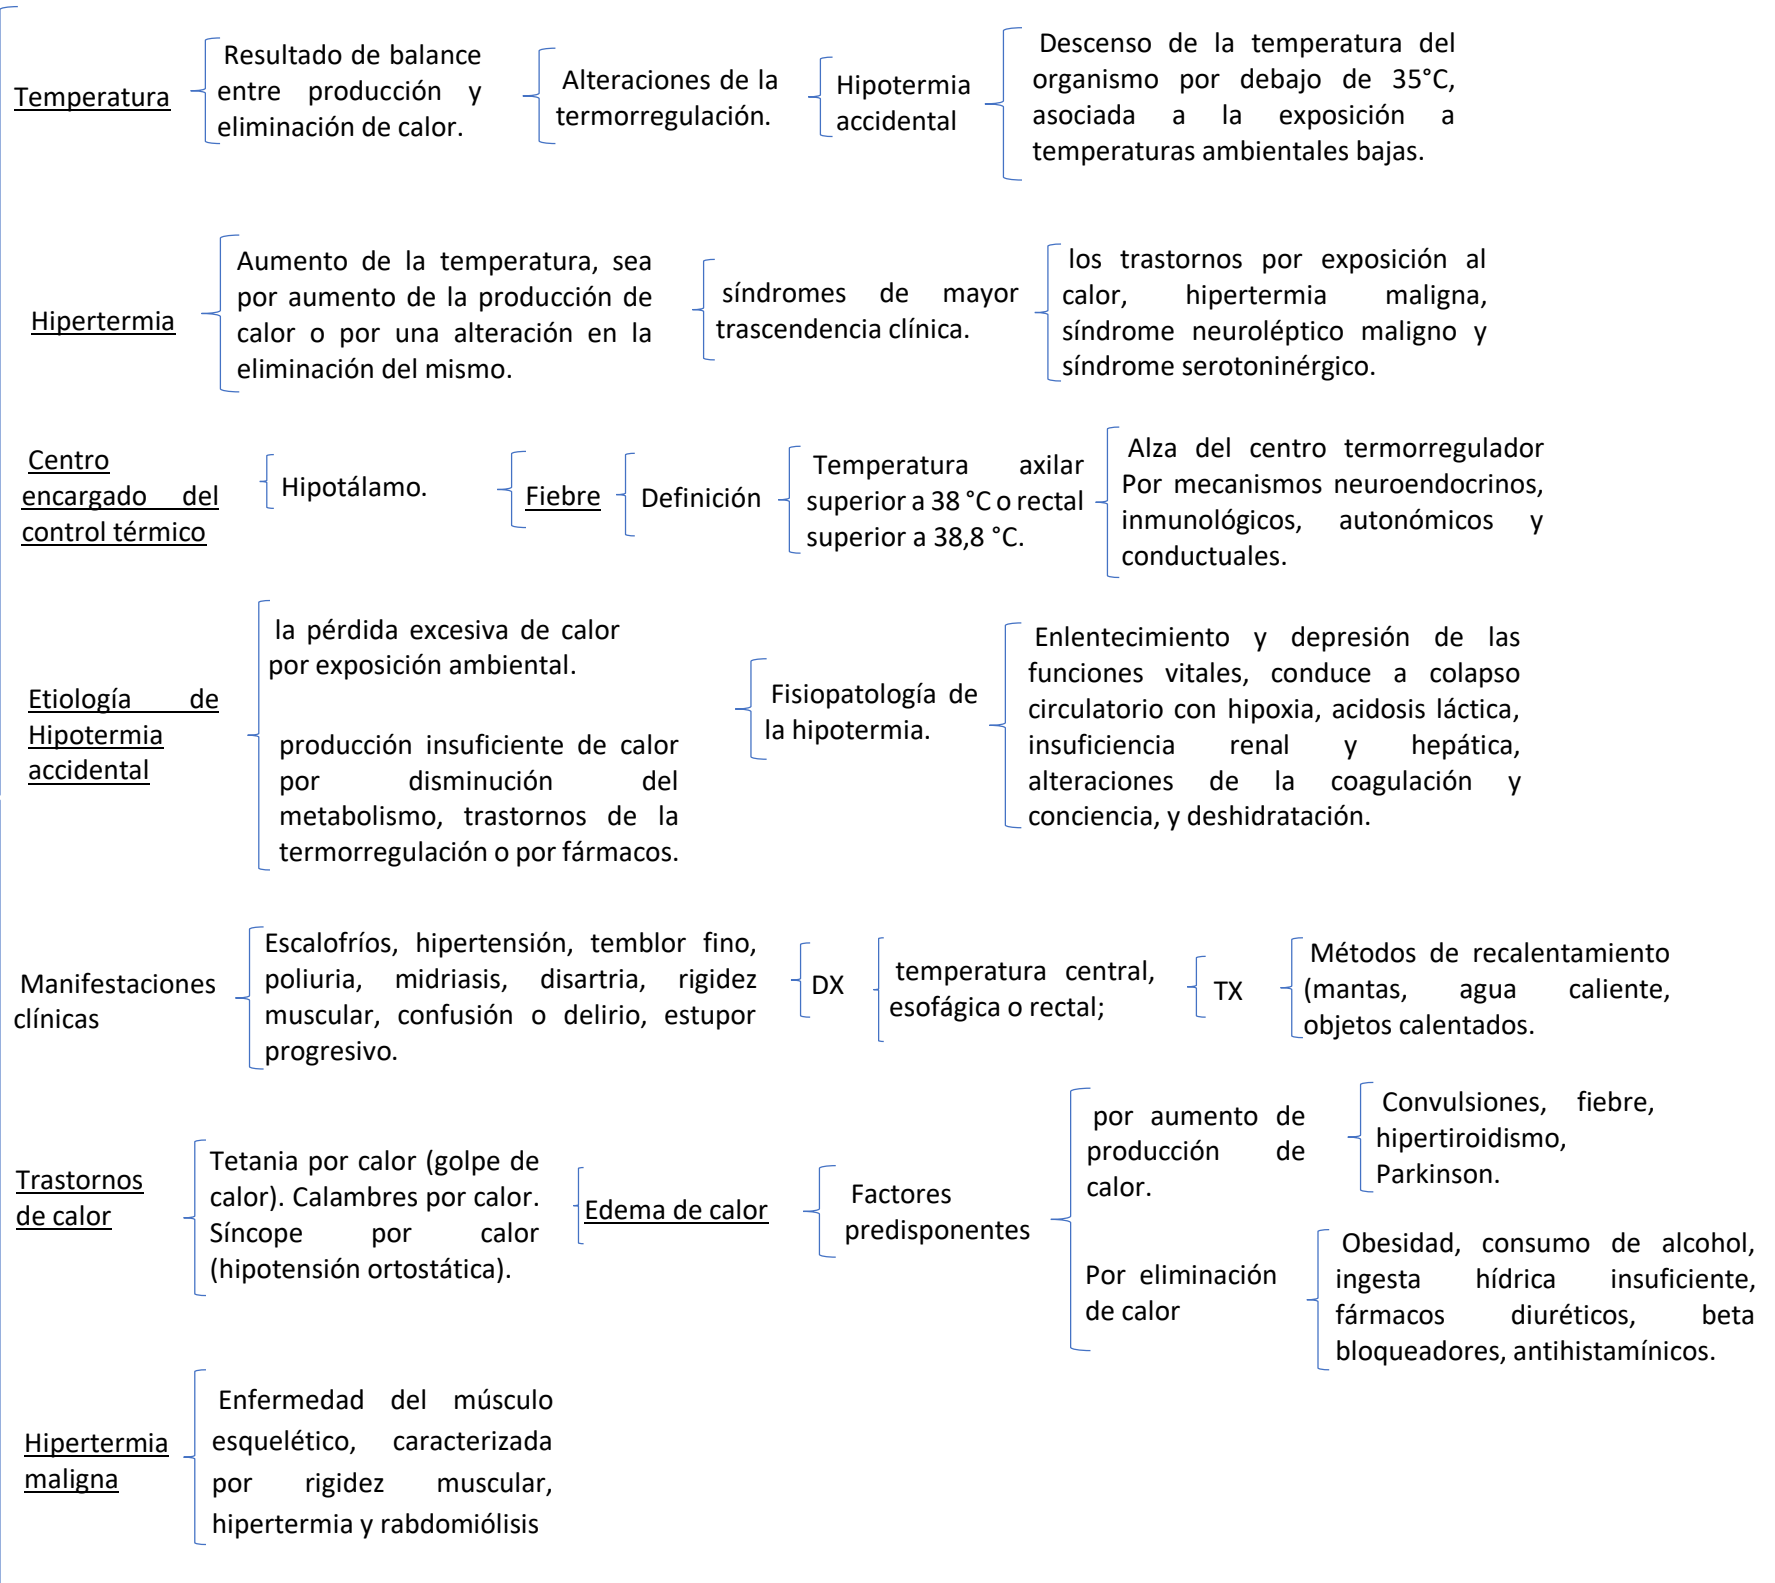 Temperatura
Resultado de balance
entre producción y
eliminación de calor.
Alteraciones de la
termorregulación.
Hipotermia
accidental
Descenso de la temperatura del
organismo por debajo de 35°C,
asociada a la exposición a
temperaturas ambientales bajas.
Hipertermia
Aumento de la temperatura, sea
por aumento de la producción de
calor o por una alteración en la
eliminación del mismo.
síndromes de mayor
trascendencia clínica.
los trastornos por exposición al
calor, hipertermia maligna,
síndrome neuroléptico maligno y
síndrome serotoninérgico.
Centro
encargado del
control térmico
Hipotálamo.
Fiebre
Definición
Temperatura axilar
superior a 38 °C o rectal
superior a 38,8 °C.
Alza del centro termorregulador
Por mecanismos neuroendocrinos,
inmunológicos, autonómicos y
conductuales.
Etiología de
Hipotermia
accidental
la pérdida excesiva de calor
por exposición ambiental.
producción insuficiente de calor
por disminución del
metabolismo, trastornos de la
termorregulación o por fármacos.
Fisiopatología de
la hipotermia.
Enlentecimiento y depresión de las
funciones vitales, conduce a colapso
circulatorio con hipoxia, acidosis láctica,
insuficiencia renal y hepática,
alteraciones de la coagulación y
conciencia, y deshidratación.
Manifestaciones
clínicas
Escalofríos, hipertensión, temblor fino,
poliuria, midriasis, disartria, rigidez
muscular, confusión o delirio, estupor
progresivo.
DX
temperatura central,
esofágica o rectal;
TX
Métodos de recalentamiento
(mantas, agua caliente,
objetos calentados.
Trastornos
de calor
Tetania por calor (golpe de
calor). Calambres por calor.
Síncope por calor
(hipotensión ortostática).
Edema de calor
Factores
predisponentes
por aumento de
producción de
calor.
Convulsiones, fiebre,
hipertiroidismo,
Parkinson.
Por eliminación
de calor
Obesidad, consumo de alcohol,
ingesta hídrica insuficiente,
fármacos diuréticos, beta
bloqueadores, antihistamínicos.
Hipertermia
maligna
Enfermedad del músculo
esquelético, caracterizada
por rigidez muscular,
hipertermia y rabdomiólisis